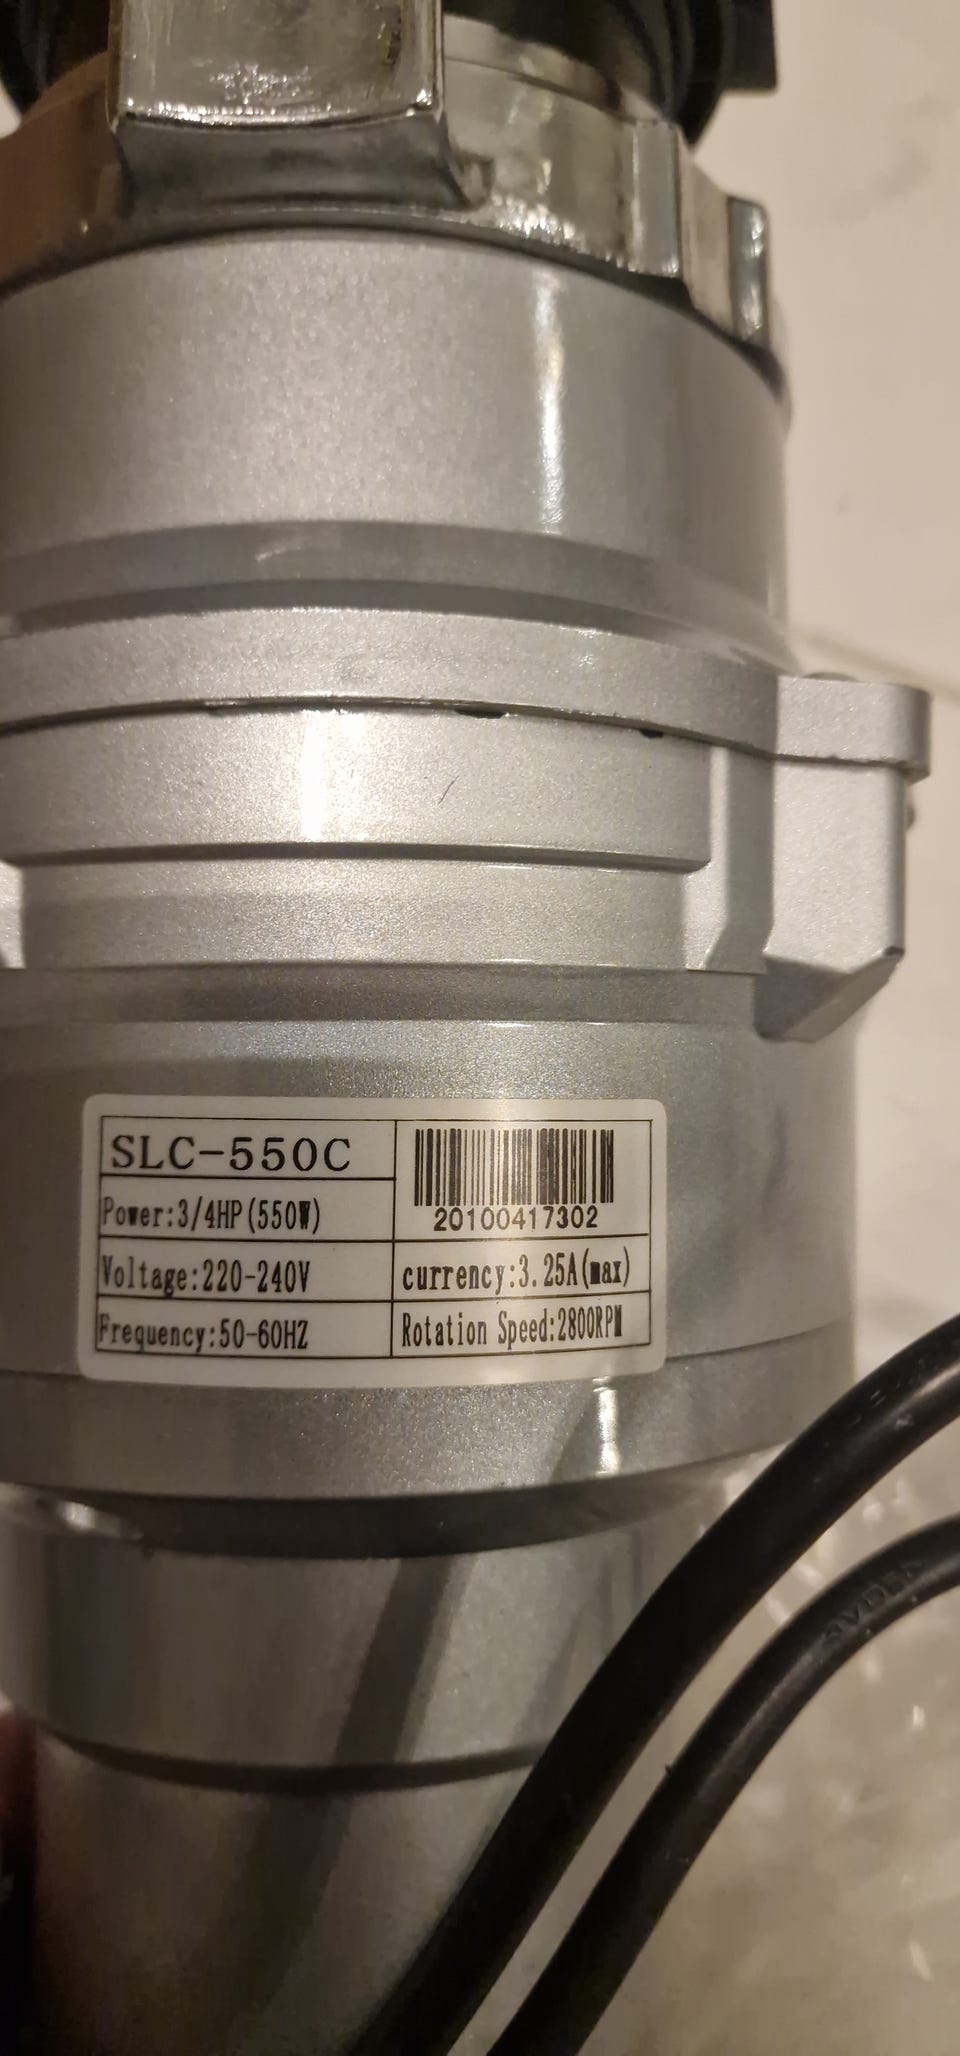 SLC-550C
20100417302
Power:3/4HP(550W)
Voltage:220-240V
currency:3.25A(max)
Frequency:50-60HZ
Rotation Speed:2800RPM